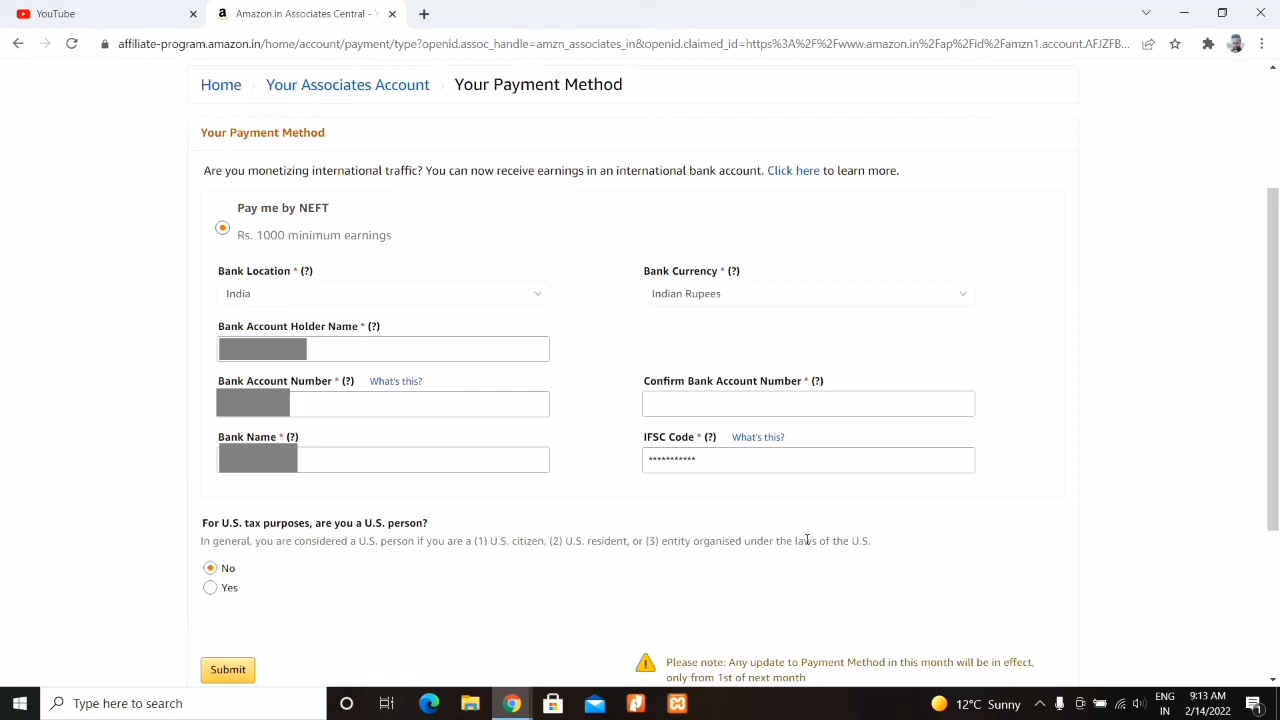 YouTube
Amazon.in Associates Central -
affiliate-program.amazon.in/home/account/payment/type?openid.assoc_handle=amzn_associates_in&openid.claimed_id=https%3A%2F%2Fwww.amazon.in%2Fap%2Fid%2Famzn1.account.AFJZFB...
Home > Your Associates Account > Your Payment Method
Your Payment Method
Are you monetizing international traffic? You can now receive earnings in an international bank account. Click here to learn more.
Pay me by NEFT
Rs. 1000 minimum earnings
Bank Location * (?) Bank Currency * (?)
India Indian Rupees
Bank Account Holder Name * (?)
Bank Account Number * (?) What's this? Confirm Bank Account Number * (?)
Bank Name * (?) IFSC Code * (?) What's this?
***********
For U.S. tax purposes, are you a U.S. person?
In general, you are considered a U.S. person if you are a (1) U.S. citizen, (2) U.S. resident, or (3) entity organised under the laws of the U.S.
No
Yes
Submit
Please note: Any update to Payment Method in this month will be in effect,
only from 1st of next month
Type here to search
12°C Sunny
ENG
IN
9:13 AM
2/14/2022